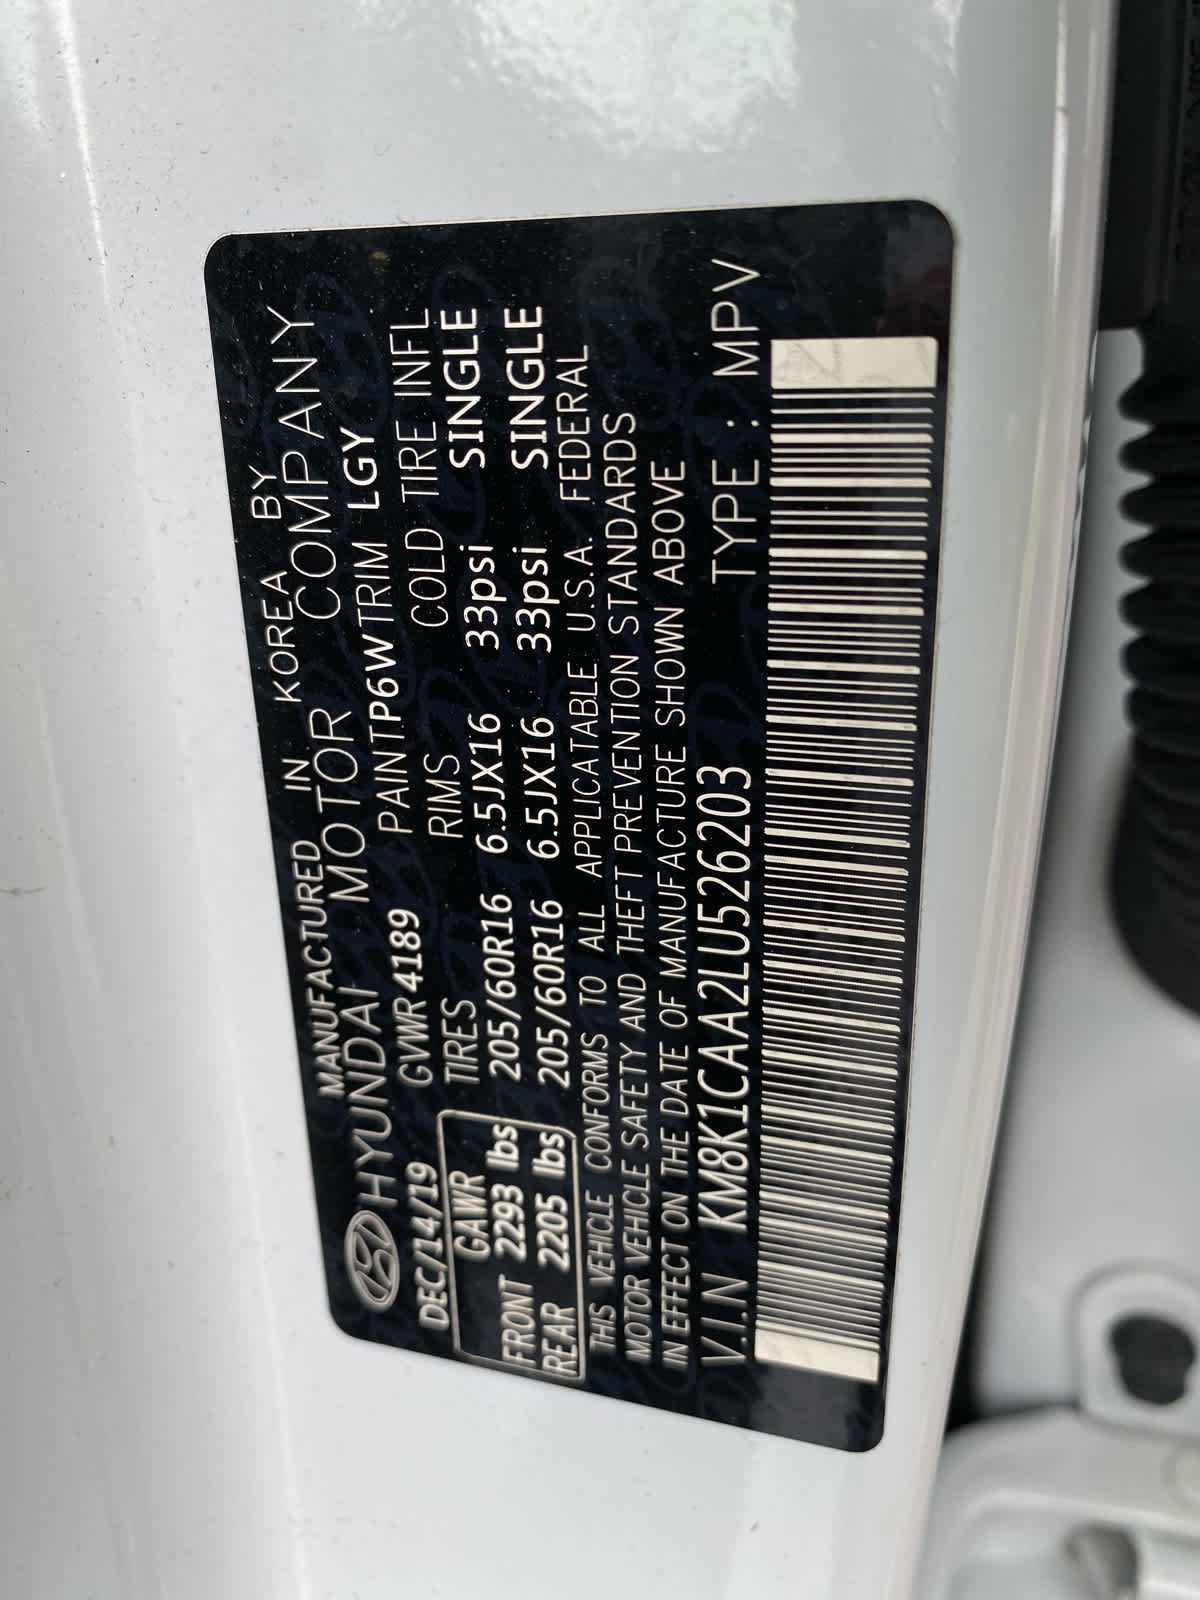 MANUFACTURED IN KOREA BY
HYUNDAI MOTOR COMPANY
DEC/14/19 GVWR 4189 PAINT P6W TRIM LGY
GAWR TIRES RIMS COLD TIRE INFL
FRONT 2293 lbs 205/60R16 6.5JX16 33psi SINGLE
REAR 2205 lbs 205/60R16 6.5JX16 33psi SINGLE
THIS VEHICLE CONFORMS TO ALL APPLICATABLE U.S.A. FEDERAL
MOTOR VEHICLE SAFETY AND THEFT PREVENTION STANDARDS
IN EFFECT ON THE DATE OF MANUFACTURE SHOWN ABOVE
V.I.N KM8K1CAA2LU526203 TYPE : MPV